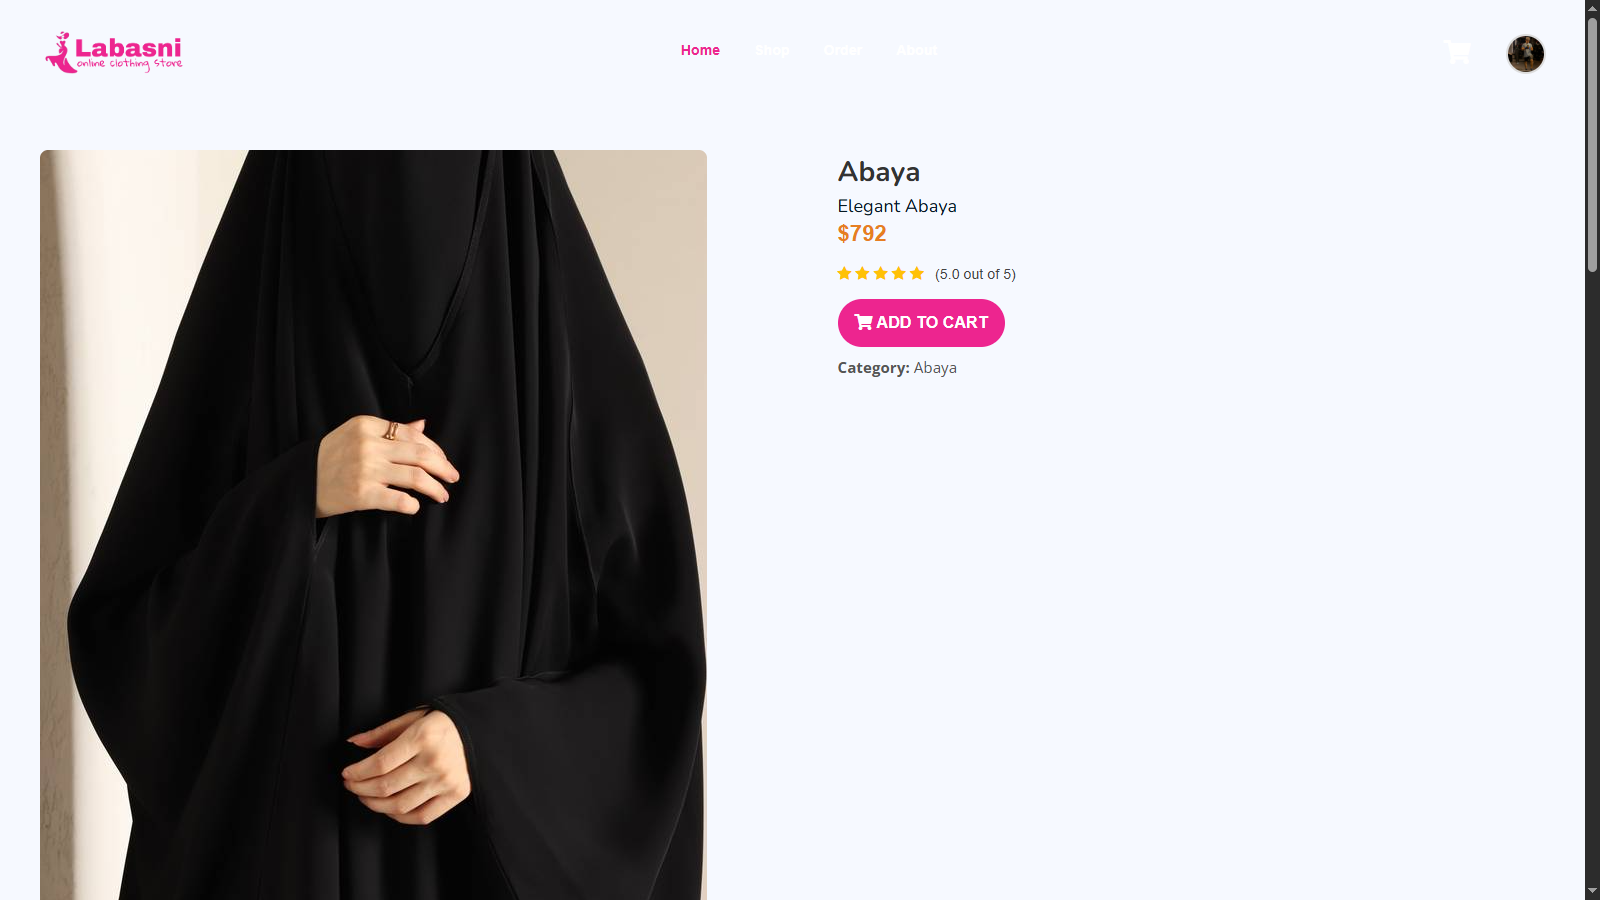 Labasni
online clothing store
Home Shop Order About
Abaya
Elegant Abaya
$792
(5.0 out of 5)
ADD TO CART
Category: Abaya